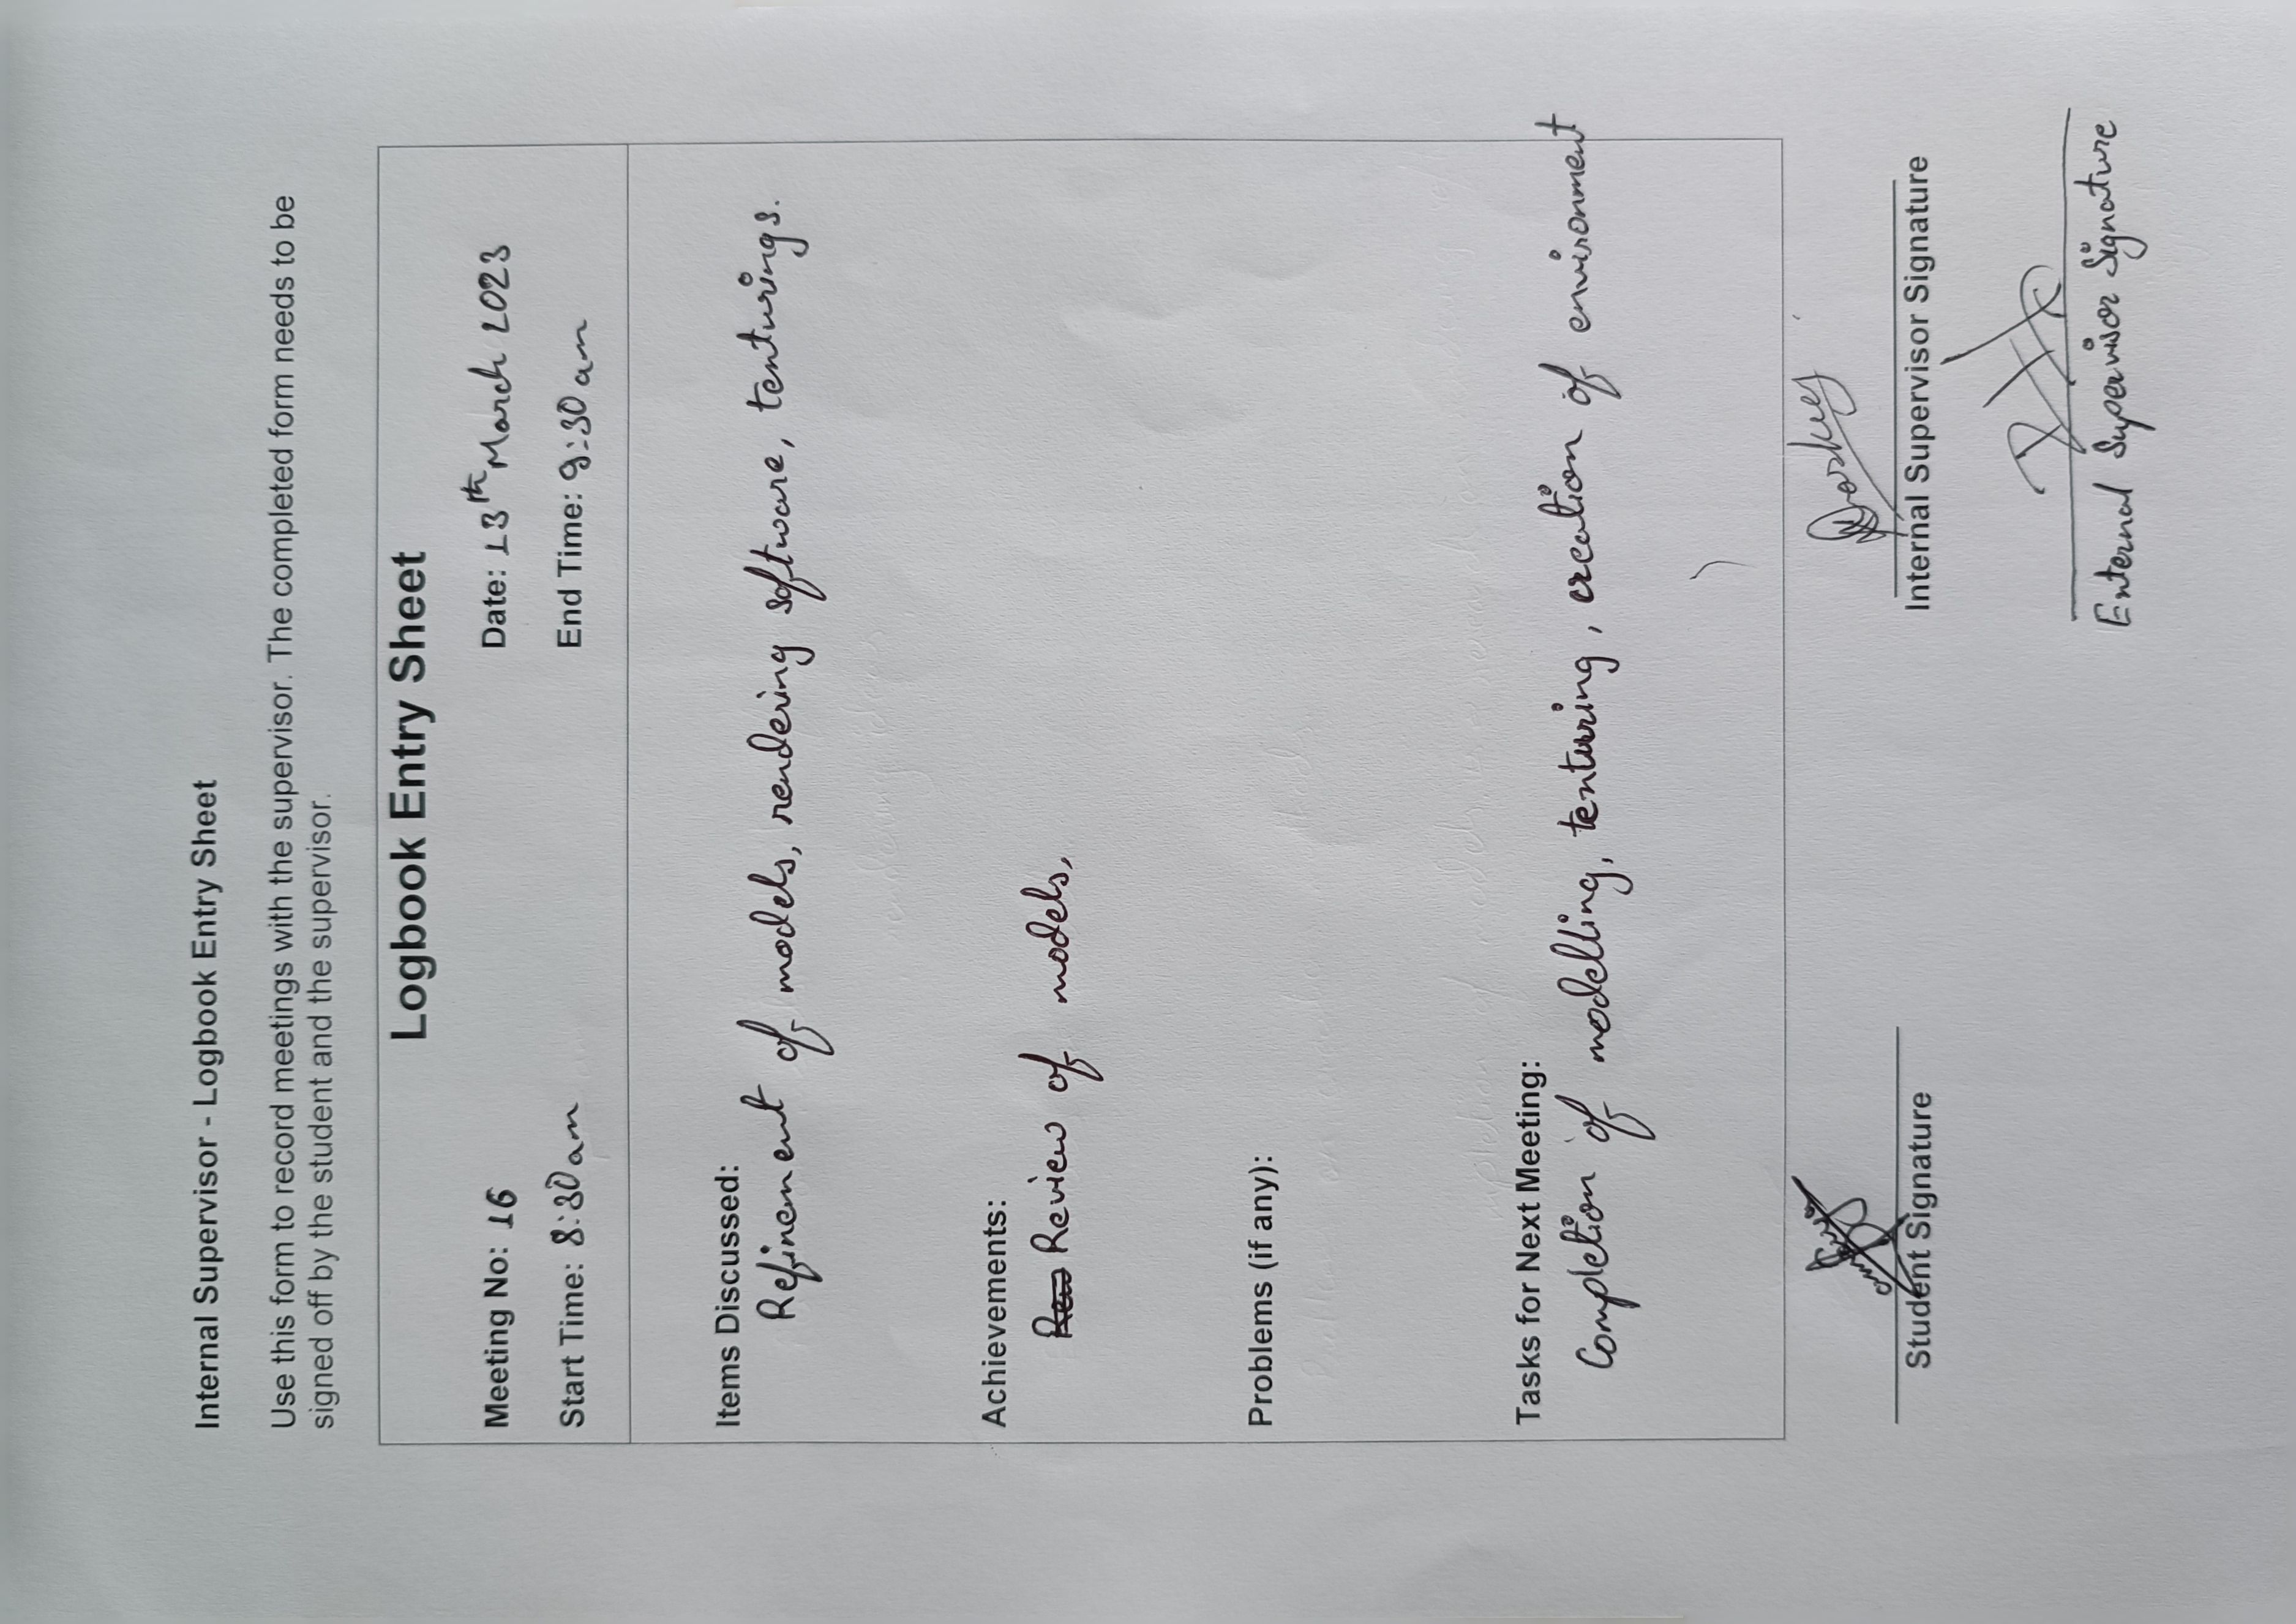 Internal Supervisor - Logbook Entry Sheet
Use this form to record meetings with the supervisor. The completed form needs to be
signed off by the student and the supervisor.
Logbook Entry Sheet
Meeting No: 16 Date: 13th March 2023
Start Time: 8:30 am End Time: 9:30 am
Items Discussed:
Refinement of models, rendering software, texturings.
Achievements:
Review of models,
Problems (if any):
Tasks for Next Meeting:
Completion of modelling, texturing, creation of environment
Student Signature Internal Supervisor Signature
External Supervisor Signature